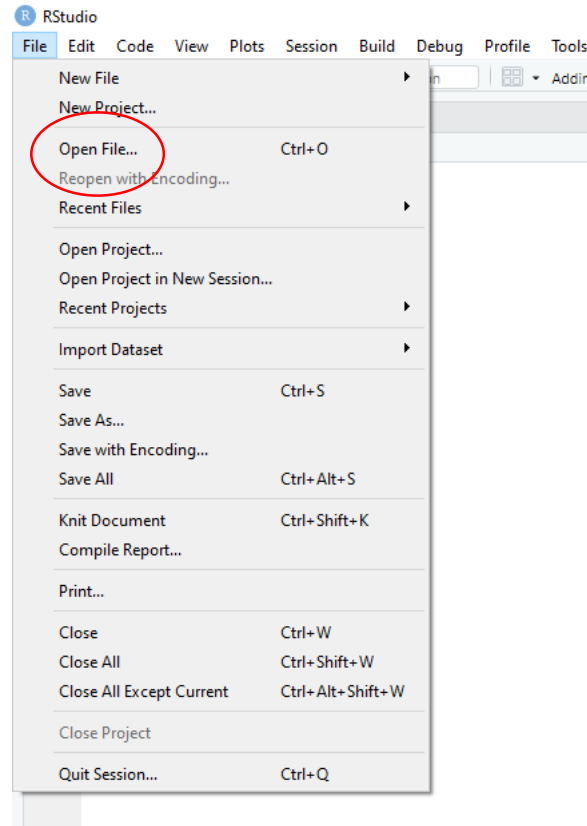 R RStudio
File Edit Code View Plots Session Build Debug Profile Tools
New File
New Project...
Open File... Ctrl+O
Reopen with Encoding...
Recent Files
Open Project...
Open Project in New Session...
Recent Projects
Import Dataset
Save Ctrl+S
Save As...
Save with Encoding...
Save All Ctrl+Alt+S
Knit Document Ctrl+Shift+K
Compile Report...
Print...
Close Ctrl+W
Close All Ctrl+Shift+W
Close All Except Current Ctrl+Alt+Shift+W
Close Project
Quit Session... Ctrl+Q